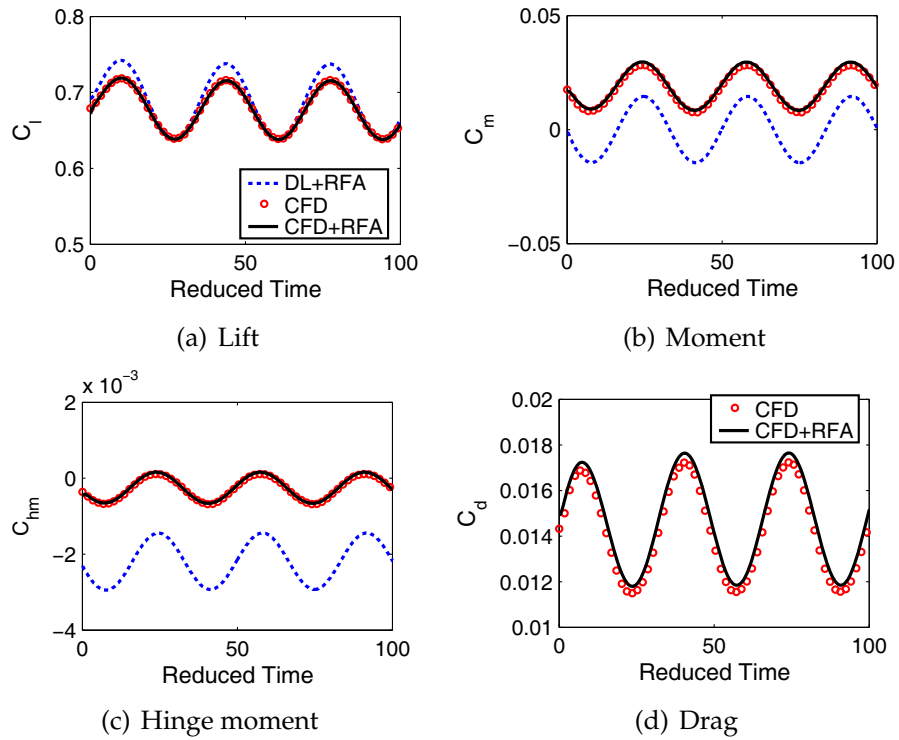 0.8
0.7
0.6
0.5
C_l
DL+RFA
CFD
CFD+RFA
0 50 100
Reduced Time
(a) Lift
0.05
0
−0.05
C_m
0 50 100
Reduced Time
(b) Moment
x 10^−3
2
0
−2
−4
C_hm
0 50 100
Reduced Time
(c) Hinge moment
0.02
0.018
0.016
0.014
0.012
0.01
C_d
CFD
CFD+RFA
0 50 100
Reduced Time
(d) Drag